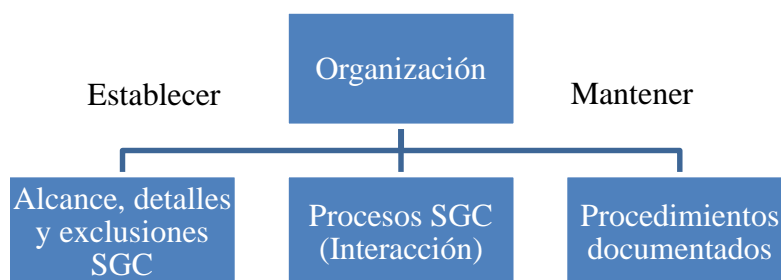 Organización
Establecer
Mantener
Alcance, detalles
y exclusiones
SGC
Procesos SGC
(Interacción)
Procedimientos
documentados